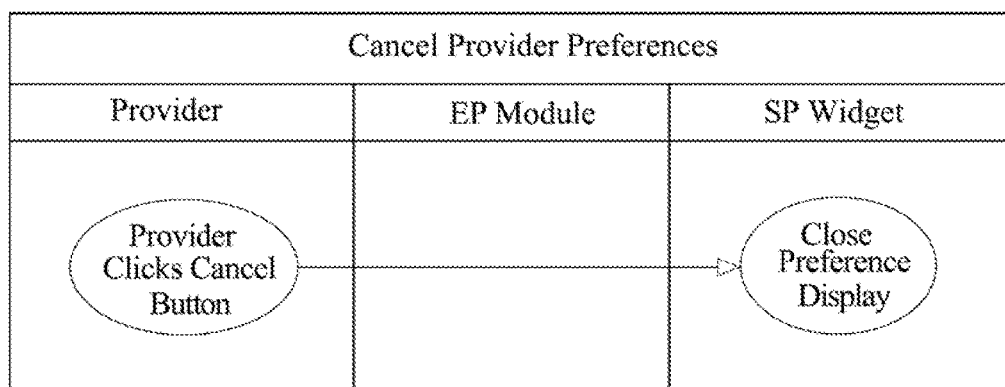 Cancel Provider Preferences
Provider
EP Module
SP Widget
Provider
Clicks Cancel
Button
Close
Preference
Display